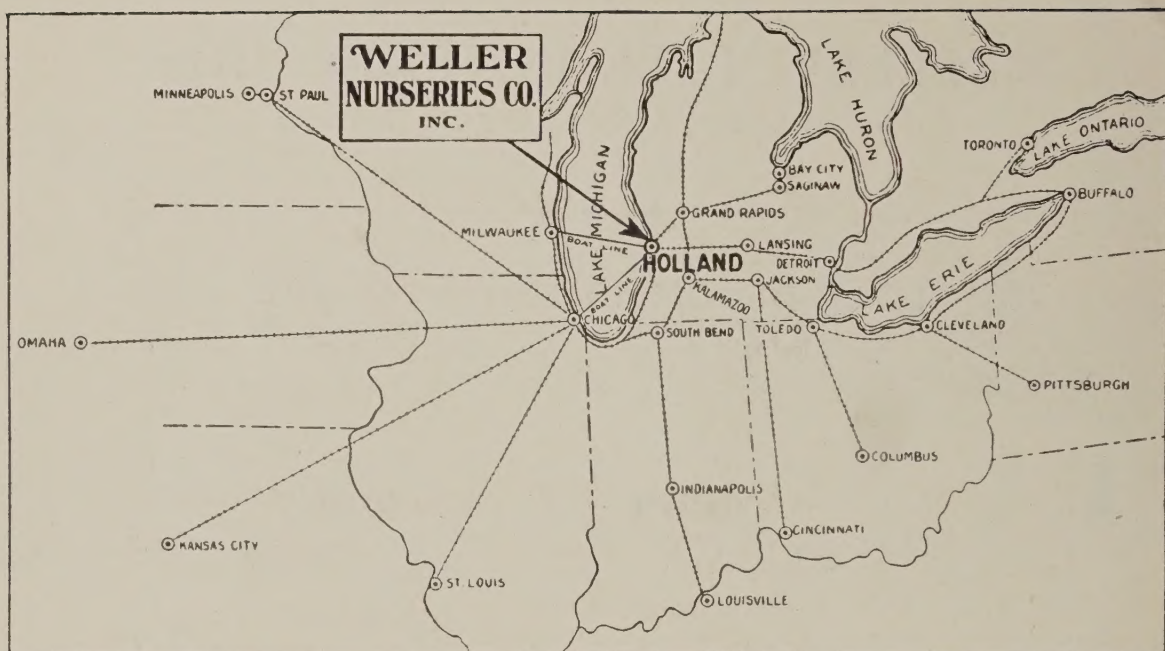 WELLER
NURSERIES CO.
INC.
MINNEAPOLIS
ST PAUL
LAKE HURON
TORONTO
LAKE ONTARIO
BAY CITY
SAGINAW
BUFFALO
LAKE MICHIGAN
GRAND RAPIDS
MILWAUKEE
BOAT LINE
LANSING
HOLLAND
DETROIT
LAKE ERIE
BOAT LINE
KALAMAZOO
JACKSON
CHICAGO
OMAHA
SOUTH BEND
TOLEDO
CLEVELAND
PITTSBURGH
COLUMBUS
INDIANAPOLIS
CINCINNATI
KANSAS CITY
ST. LOUIS
LOUISVILLE